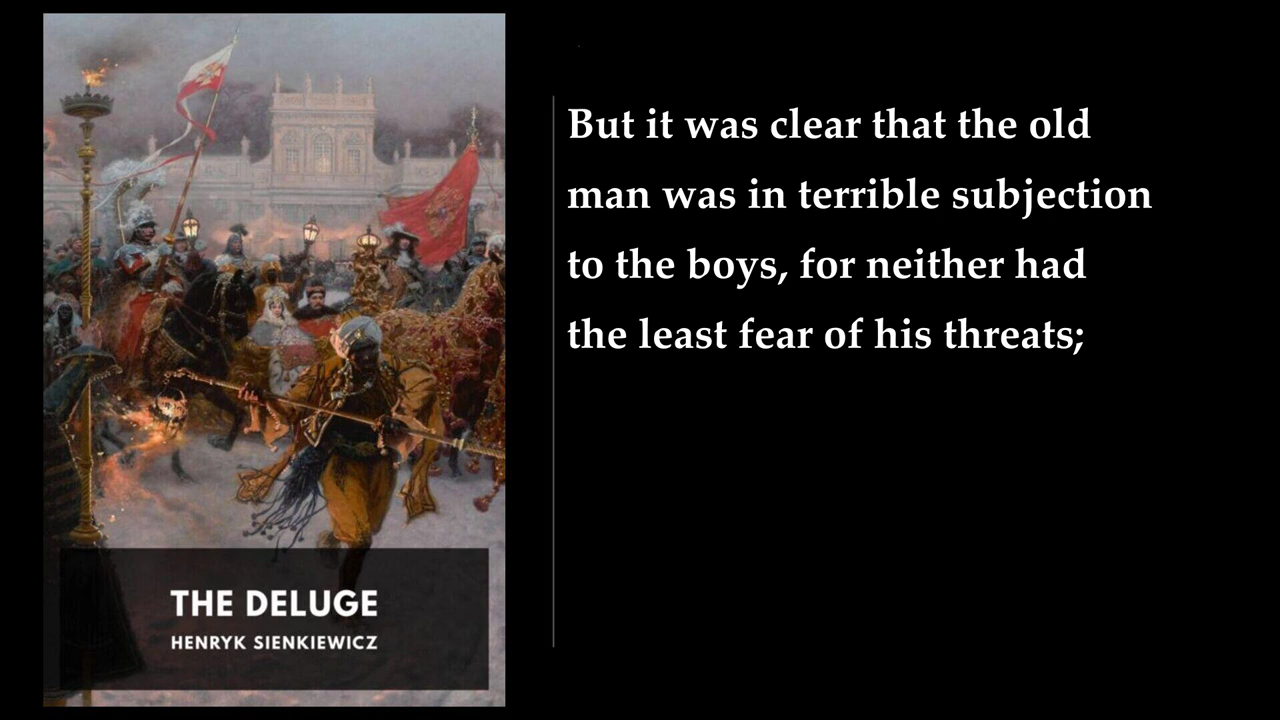 THE DELUGE
HENRYK SIENKIEWICZ
But it was clear that the old
man was in terrible subjection
to the boys, for neither had
the least fear of his threats;